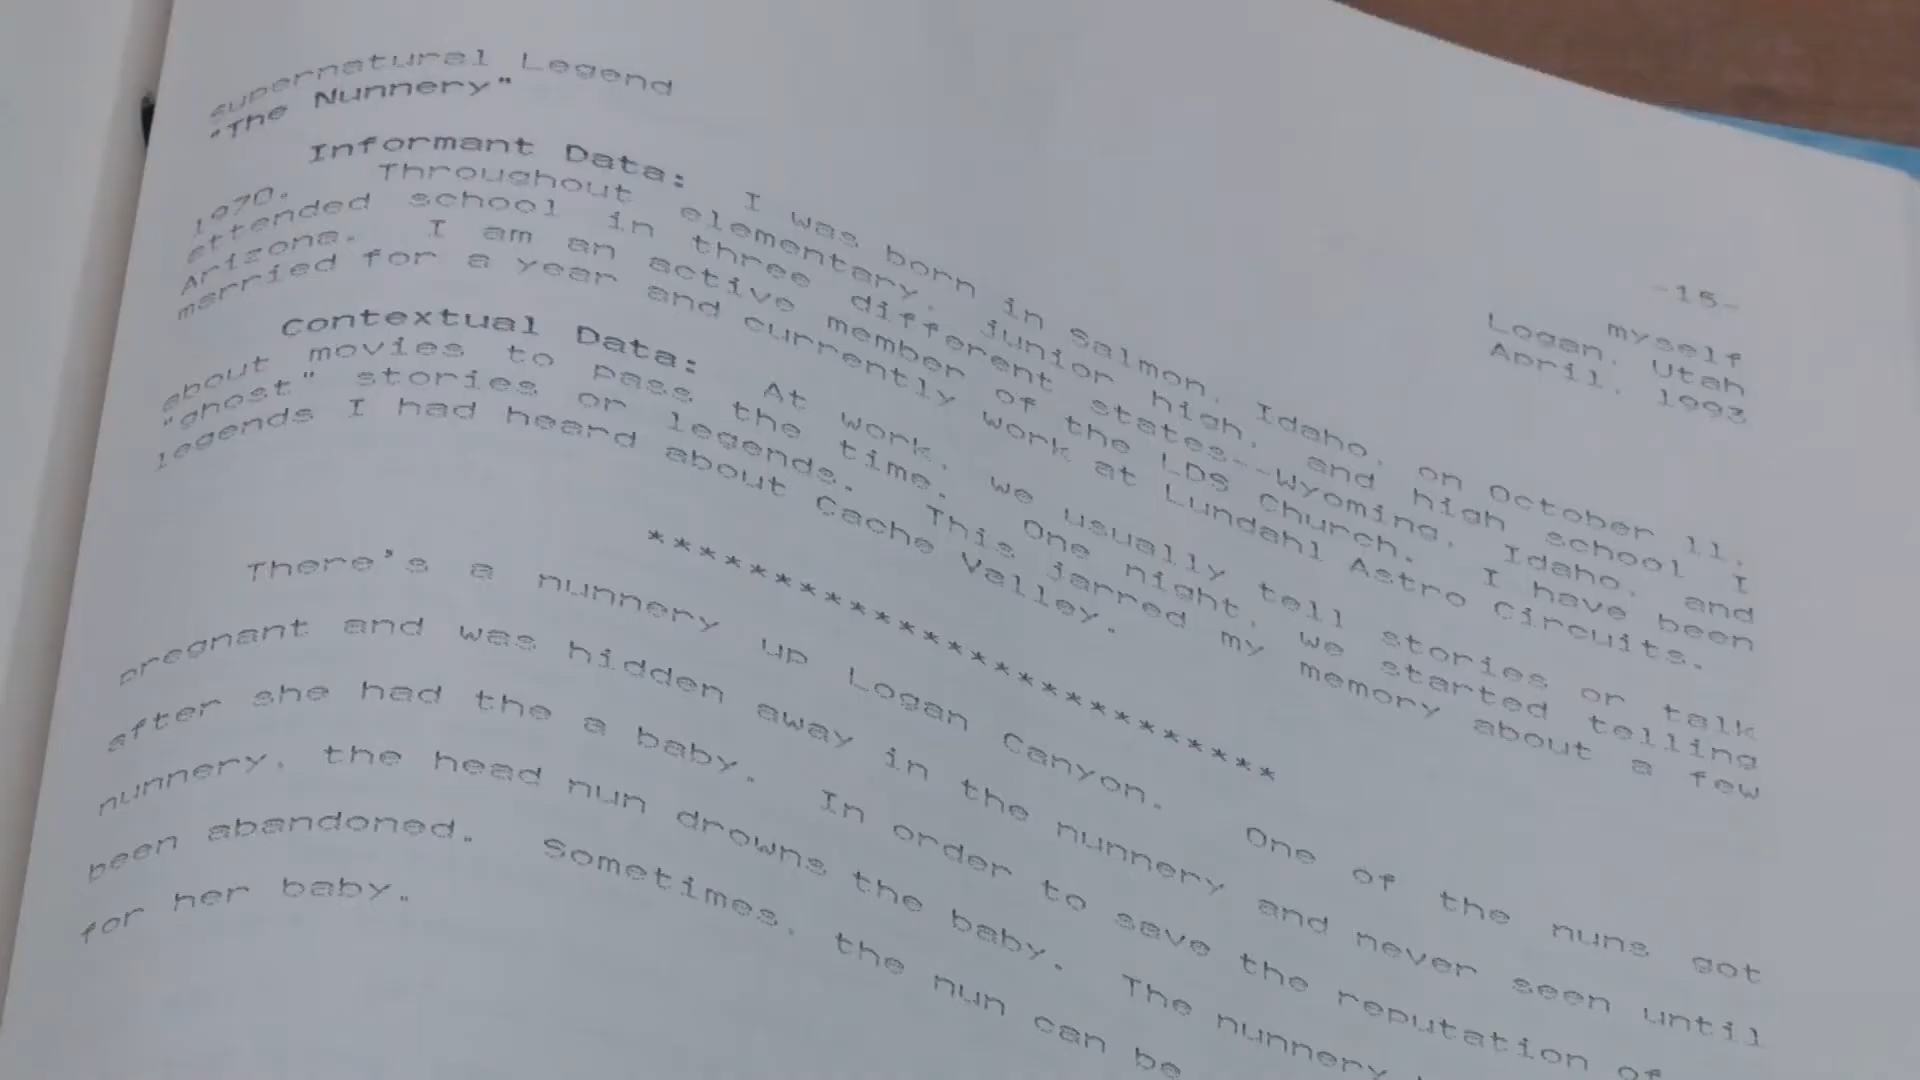 -15-
Supernatural Legend myself
"The Nunnery" Logan, Utah
April, 1993
Informant Data: I was born in Salmon, Idaho, on October 11,
1970. Throughout elementary, junior high, and high school I
attended school in three different states--Wyoming, Idaho, and
Arizona. I am an active member of the LDS Church. I have been
married for a year and currently work at Lundahl Astro Circuits.
Contextual Data: At work, we usually tell stories or talk
about movies to pass the time. One night, we started telling
"ghost" stories or legends. This jarred my memory about a few
legends I had heard about Cache Valley.
**************************
There's a nunnery up Logan Canyon. One of the nuns got
pregnant and was hidden away in the nunnery and never seen until
after she had the a baby. In order to save the reputation of
nunnery, the head nun drowns the baby. The nunnery
been abandoned. Sometimes, the nun can be
for her baby.